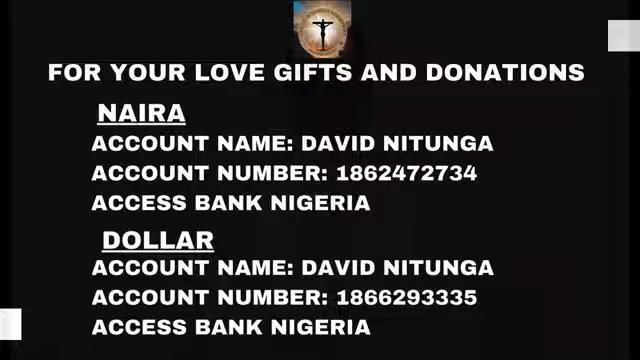 FOR YOUR LOVE GIFTS AND DONATIONS
NAIRA
ACCOUNT NAME: DAVID NITUNGA
ACCOUNT NUMBER: 1862472734
ACCESS BANK NIGERIA
DOLLAR
ACCOUNT NAME: DAVID NITUNGA
ACCOUNT NUMBER: 1866293335
ACCESS BANK NIGERIA